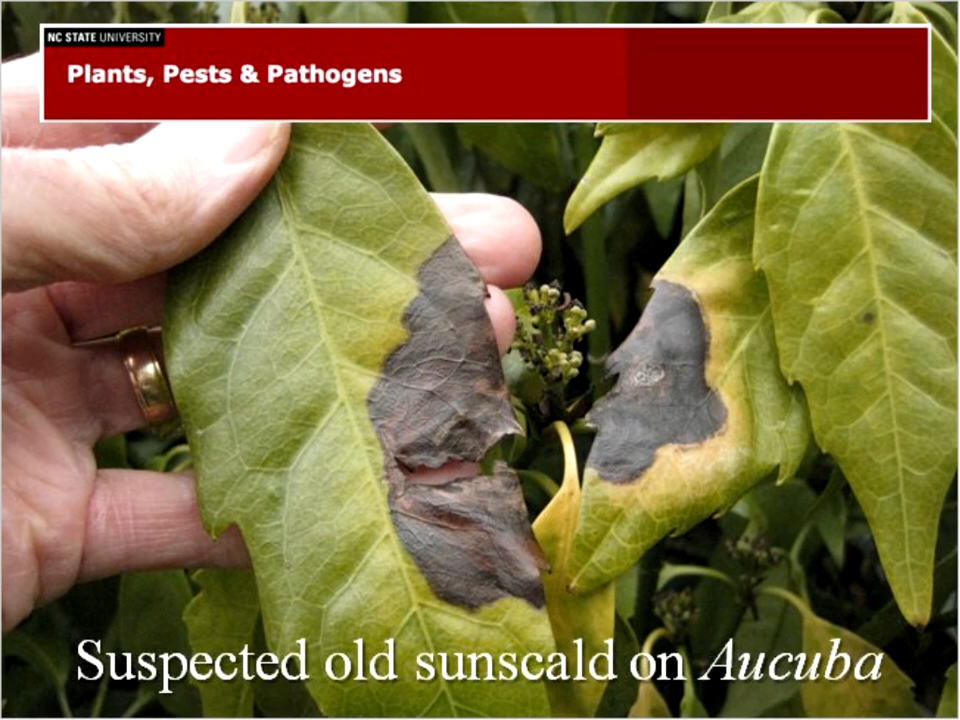 NC STATE UNIVERSITY
Plants, Pests & Pathogens
Suspected old sunscald on Aucuba